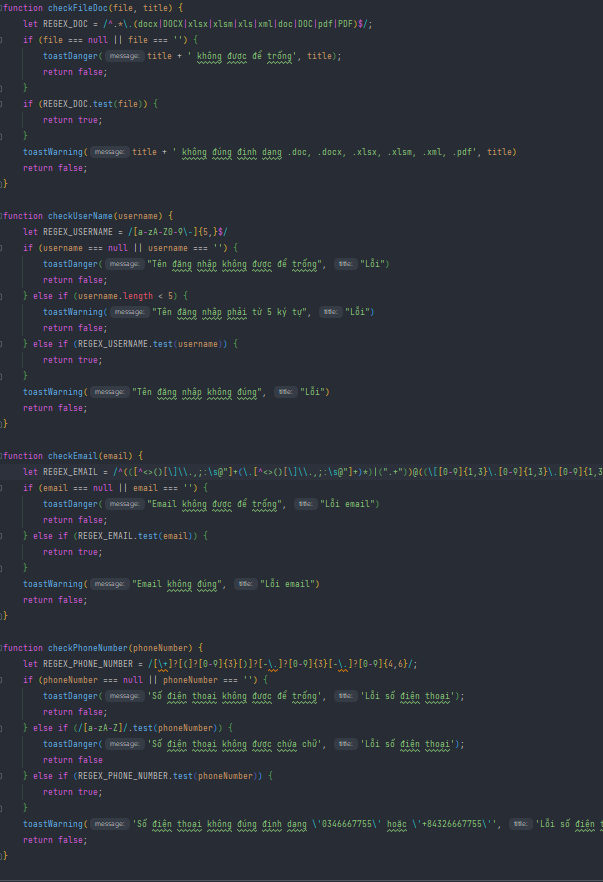 function checkFileDoc(file, title) {
let REGEX_DOC = /^.*\.(docx|DOCX|xlsx|xlsm|xls|xml|doc|DOC|pdf|PDF)$/;
if (file === null || file === '') {
toastDanger( message: title + ' không được để trống', title);
return false;
}
if (REGEX_DOC.test(file)) {
return true;
}
toastWarning( message: title + ' không đúng định dạng .doc, .docx, .xlsx, .xlsm, .xml, .pdf', title)
return false;
}
function checkUserName(username) {
let REGEX_USERNAME = /[a-zA-Z0-9\-]{5,}$/
if (username === null || username === '') {
toastDanger( message: "Tên đăng nhập không được để trống", title: "Lỗi")
return false;
} else if (username.length < 5) {
toastWarning( message: "Tên đăng nhập phải từ 5 ký tự", title: "Lỗi")
return false;
} else if (REGEX_USERNAME.test(username)) {
return true;
}
toastWarning( message: "Tên đăng nhập không đúng", title: "Lỗi")
return false;
}
function checkEmail(email) {
let REGEX_EMAIL = /^(([^<>()[\]\\.,;:\s@"]+(\.[^<>()[\]\\.,;:\s@"]+)*)|(".+"))@((\[[0-9]{1,3}\.[0-9]{1,3}\.[0-9]{1,3
if (email === null || email === '') {
toastDanger( message: "Email không được để trống", title: "Lỗi email")
return false;
} else if (REGEX_EMAIL.test(email)) {
return true;
}
toastWarning( message: "Email không đúng", title: "Lỗi email")
return false;
}
function checkPhoneNumber(phoneNumber) {
let REGEX_PHONE_NUMBER = /[\+]?[(]?[0-9]{3}[)]?[-\.]?[0-9]{3}[-\.]?[0-9]{4,6}/;
if (phoneNumber === null || phoneNumber === '') {
toastDanger( message: 'Số điện thoại không được để trống', title: 'Lỗi số điện thoại');
return false;
} else if (/[a-zA-Z]/.test(phoneNumber)) {
toastDanger( message: 'Số điện thoại không được chứa chữ', title: 'Lỗi số điện thoại');
return false
} else if (REGEX_PHONE_NUMBER.test(phoneNumber)) {
return true;
}
toastWarning( message: 'Số điện thoại không đúng định dạng \'0346667755\' hoặc \'+84326667755\'', title: 'Lỗi số điện t
return false;
}